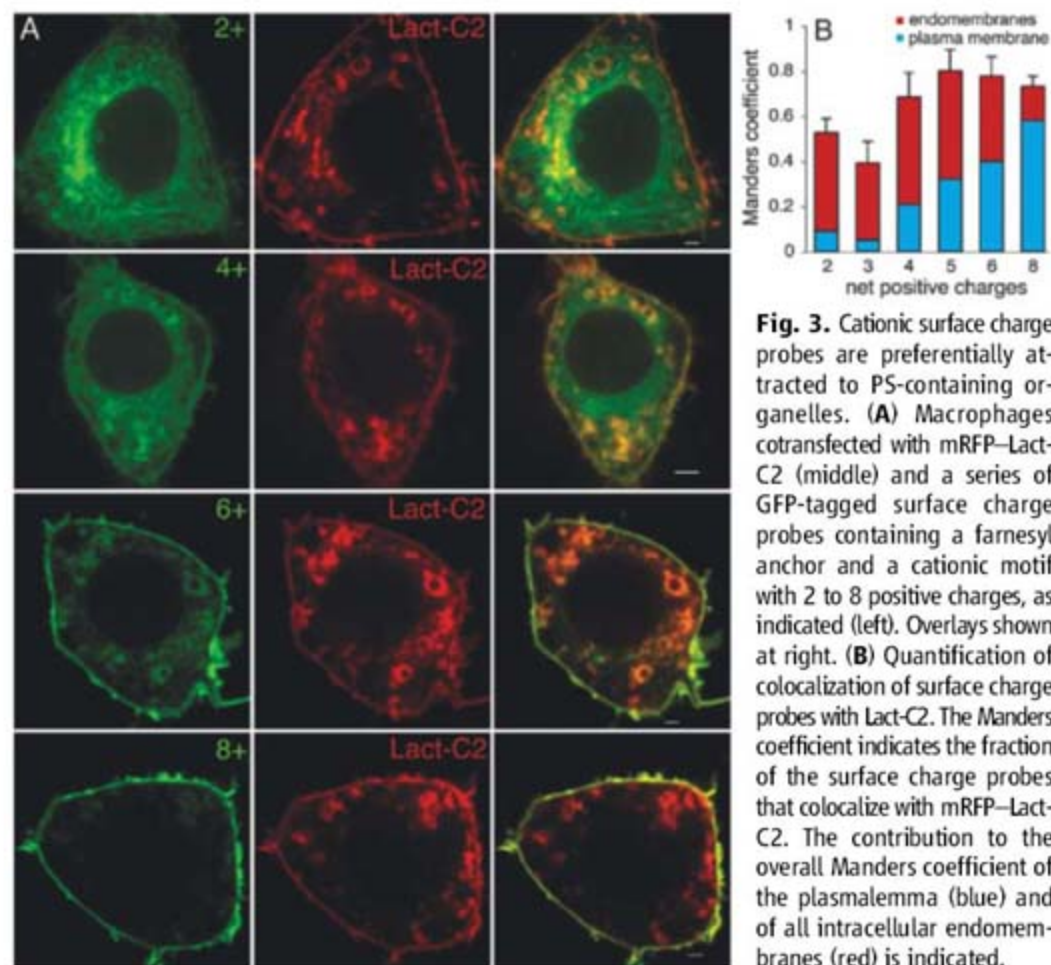 A
2+
Lact-C2
4+
Lact-C2
6+
Lact-C2
8+
Lact-C2
B
endomembranes
plasma membrane
Manders coefficient
1
0.8
0.6
0.4
0.2
0
2 3 4 5 6 8
net positive charges
Fig. 3. Cationic surface charge
probes are preferentially at-
tracted to PS-containing or-
ganelles. (A) Macrophages
cotransfected with mRFP–Lact-
C2 (middle) and a series of
GFP-tagged surface charge
probes containing a farnesyl
anchor and a cationic motif
with 2 to 8 positive charges, as
indicated (left). Overlays shown
at right. (B) Quantification of
colocalization of surface charge
probes with Lact-C2. The Manders
coefficient indicates the fraction
of the surface charge probes
that colocalize with mRFP–Lact-
C2. The contribution to the
overall Manders coefficient of
the plasmalemma (blue) and
of all intracellular endomem-
branes (red) is indicated.